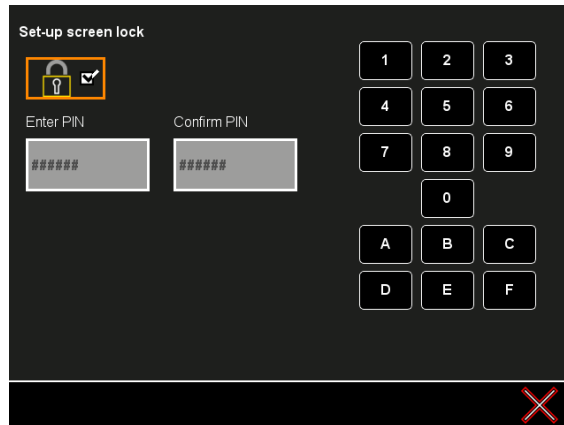 Set-up screen lock
Enter PIN
Confirm PIN
######
######
1 2 3
4 5 6
7 8 9
0
A B C
D E F